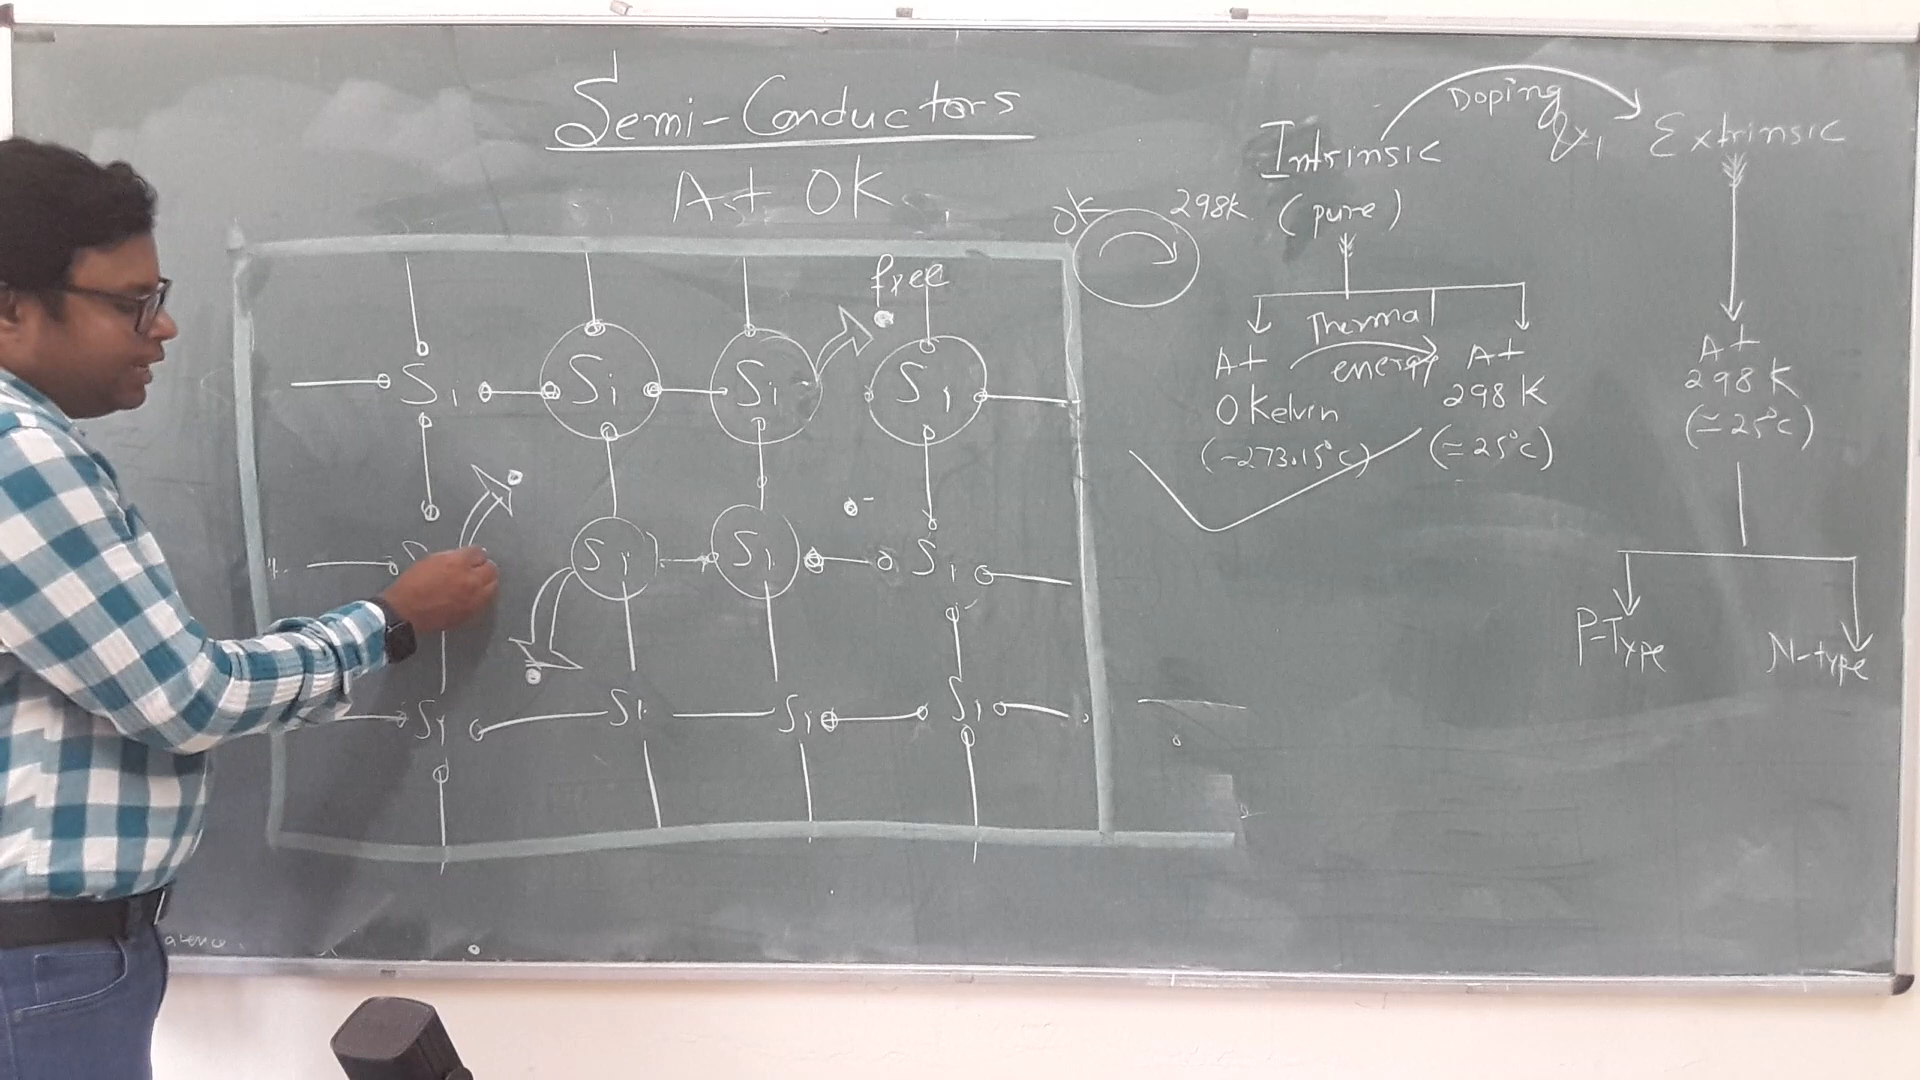 Semi-Conductors
At 0K
free
Si Si Si Si
Si Si Si
Si Si Si Si
0K 298K
Doping
Intrinsic Extrinsic
(pure)
Thermal
energy
At
0 Kelvin
(-273.15°C)
At
298 K
(≃25°C)
At
298 K
(≃25°C)
P-Type N-type